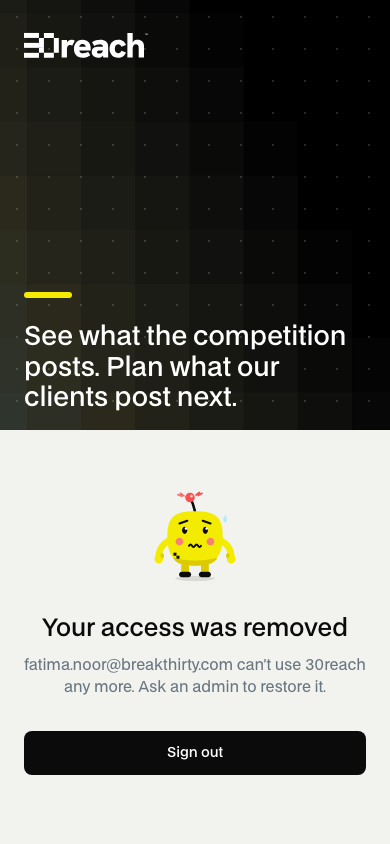 30reach
See what the competition
posts. Plan what our
clients post next.
Your access was removed
fatima.noor@breakthirty.com can't use 30reach
any more. Ask an admin to restore it.
Sign out